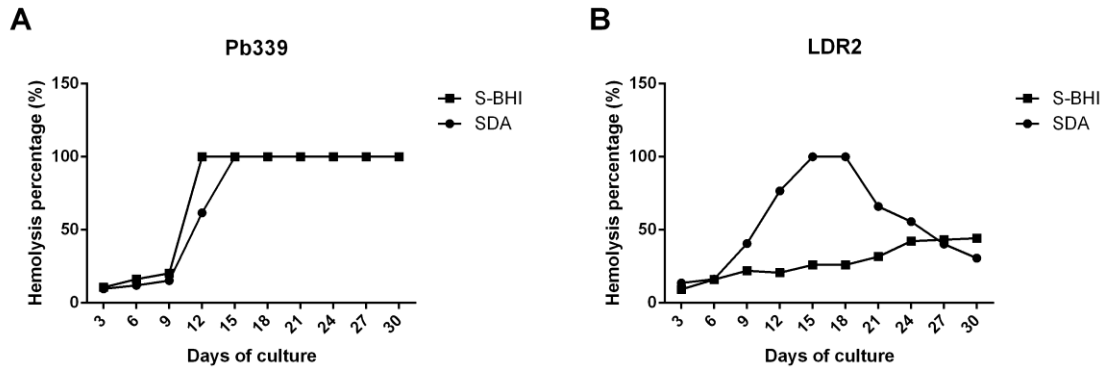 A
Pb339
Hemolysis percentage (%)
150
100
50
0
3 6 9 12 15 18 21 24 27 30
Days of culture
S-BHI
SDA
B
LDR2
Hemolysis percentage (%)
150
100
50
0
3 6 9 12 15 18 21 24 27 30
Days of culture
S-BHI
SDA